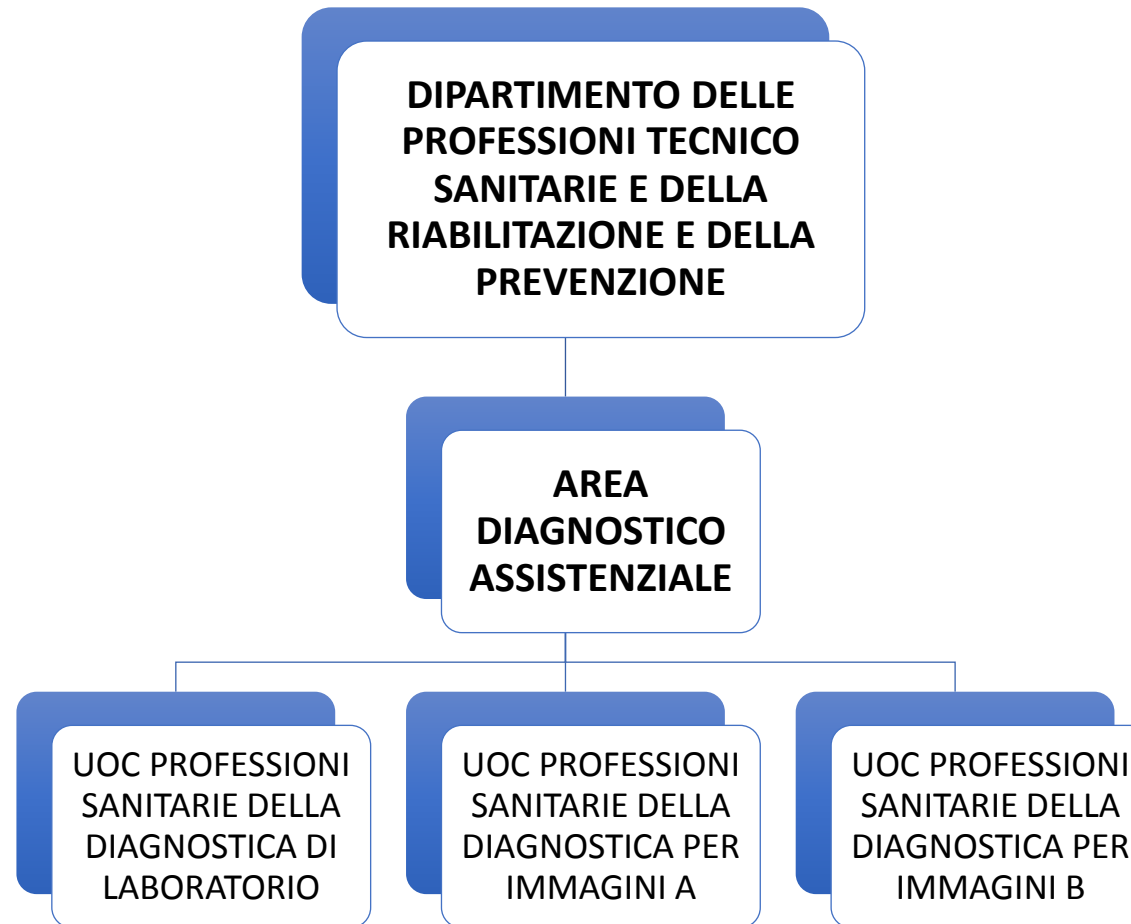 DIPARTIMENTO DELLE
PROFESSIONI TECNICO
SANITARIE E DELLA
RIABILITAZIONE E DELLA
PREVENZIONE
AREA
DIAGNOSTICO
ASSISTENZIALE
UOC PROFESSIONI
SANITARIE DELLA
DIAGNOSTICA DI
LABORATORIO
UOC PROFESSIONI
SANITARIE DELLA
DIAGNOSTICA PER
IMMAGINI A
UOC PROFESSIONI
SANITARIE DELLA
DIAGNOSTICA PER
IMMAGINI B